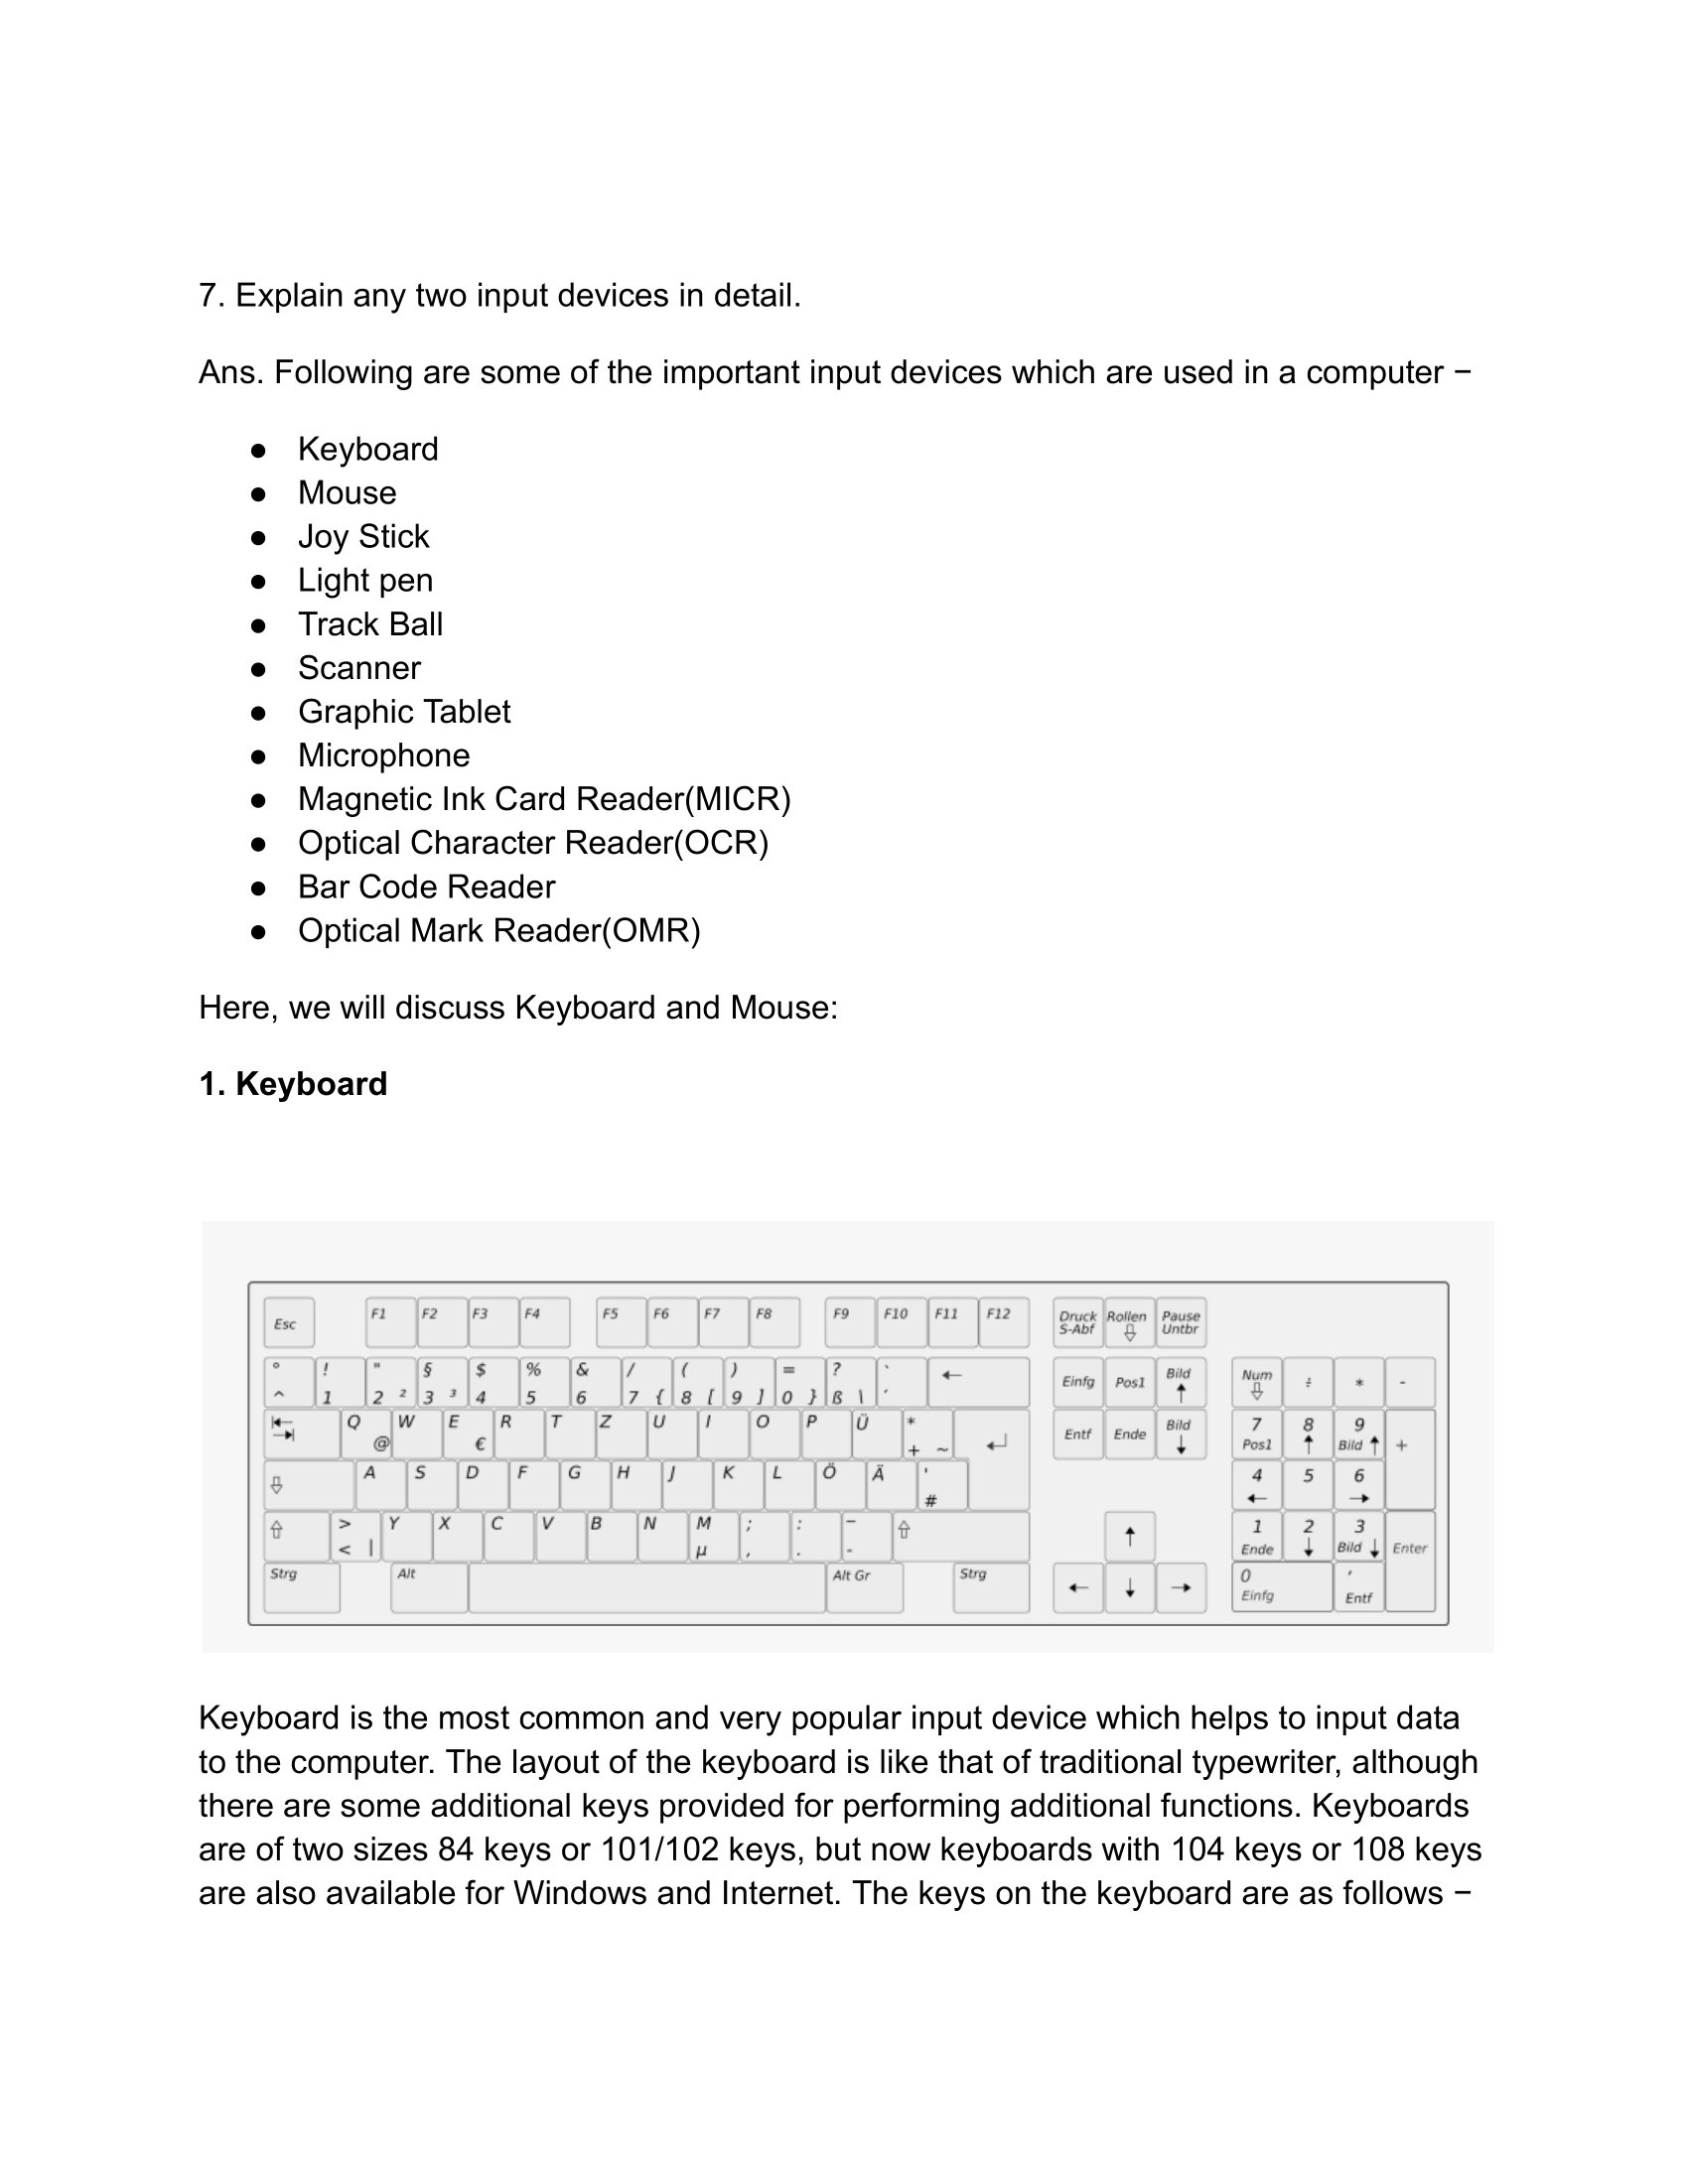 7. Explain any two input devices in detail.
Ans. Following are some of the important input devices which are used in a computer −
● Keyboard
● Mouse
● Joy Stick
● Light pen
● Track Ball
● Scanner
● Graphic Tablet
● Microphone
● Magnetic Ink Card Reader(MICR)
● Optical Character Reader(OCR)
● Bar Code Reader
● Optical Mark Reader(OMR)
Here, we will discuss Keyboard and Mouse:
1. Keyboard
Esc F1 F2 F3 F4 F5 F6 F7 F8 F9 F10 F11 F12 Druck Rollen Pause
S-Abf ⇩ Untbr
° ! " § $ % & / ( ) = ? ` ← Einfg Pos1 Bild ↑ Num ⇩ ÷ * -
^ 1 2 ² 3 ³ 4 5 6 7 { 8 [ 9 ] 0 } ß \ ´
Q W E R T Z U I O P Ü * Entf Ende Bild ↓ 7 8 9 +
@ € + ~ ↵ Pos1 ↑ Bild ↑
⇩ A S D F G H J K L Ö Ä ' 4 5 6
# ← →
⇧ > Y X C V B N M ; : _ ⇧ ↑ 1 2 3
< | µ , . - Ende ↓ Bild ↓ Enter
Strg Alt Alt Gr Strg ← ↓ → 0 ,
Einfg Entf
Keyboard is the most common and very popular input device which helps to input data
to the computer. The layout of the keyboard is like that of traditional typewriter, although
there are some additional keys provided for performing additional functions. Keyboards
are of two sizes 84 keys or 101/102 keys, but now keyboards with 104 keys or 108 keys
are also available for Windows and Internet. The keys on the keyboard are as follows −